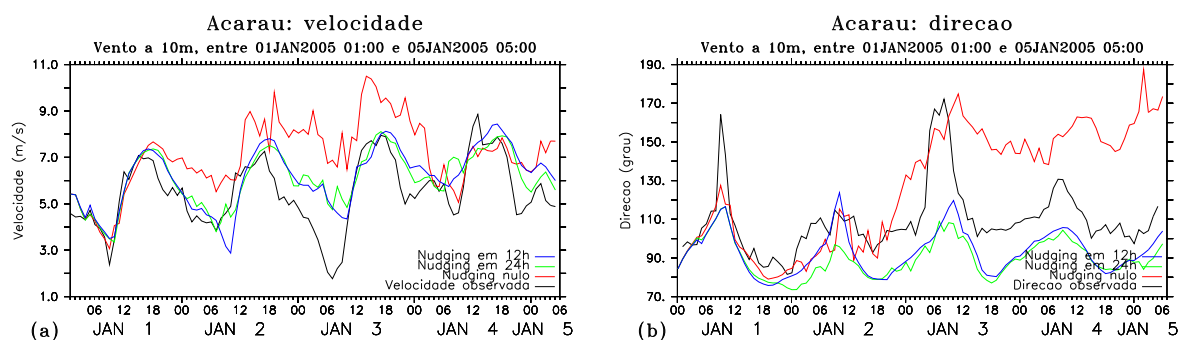 Acarau: velocidade
Vento a 10m, entre 01JAN2005 01:00 e 05JAN2005 05:00
11.0
9.0
7.0
5.0
3.0
1.0
Velocidade (m/s)
Nudging em 12h
Nudging em 24h
Nudging nulo
Velocidade observada
06 12 18 00 06 12 18 00 06 12 18 00 06 12 18 00 06
JAN 1 JAN 2 JAN 3 JAN 4 JAN 5
(a)
Acarau: direcao
Vento a 10m, entre 01JAN2005 01:00 e 05JAN2005 05:00
190.
170.
150.
130.
110.
90.
70.
Direcao (grau)
Nudging em 12h
Nudging em 24h
Nudging nulo
Direcao observada
06 12 18 00 06 12 18 00 06 12 18 00 06 12 18 00 06
JAN 1 JAN 2 JAN 3 JAN 4 JAN 5
(b)